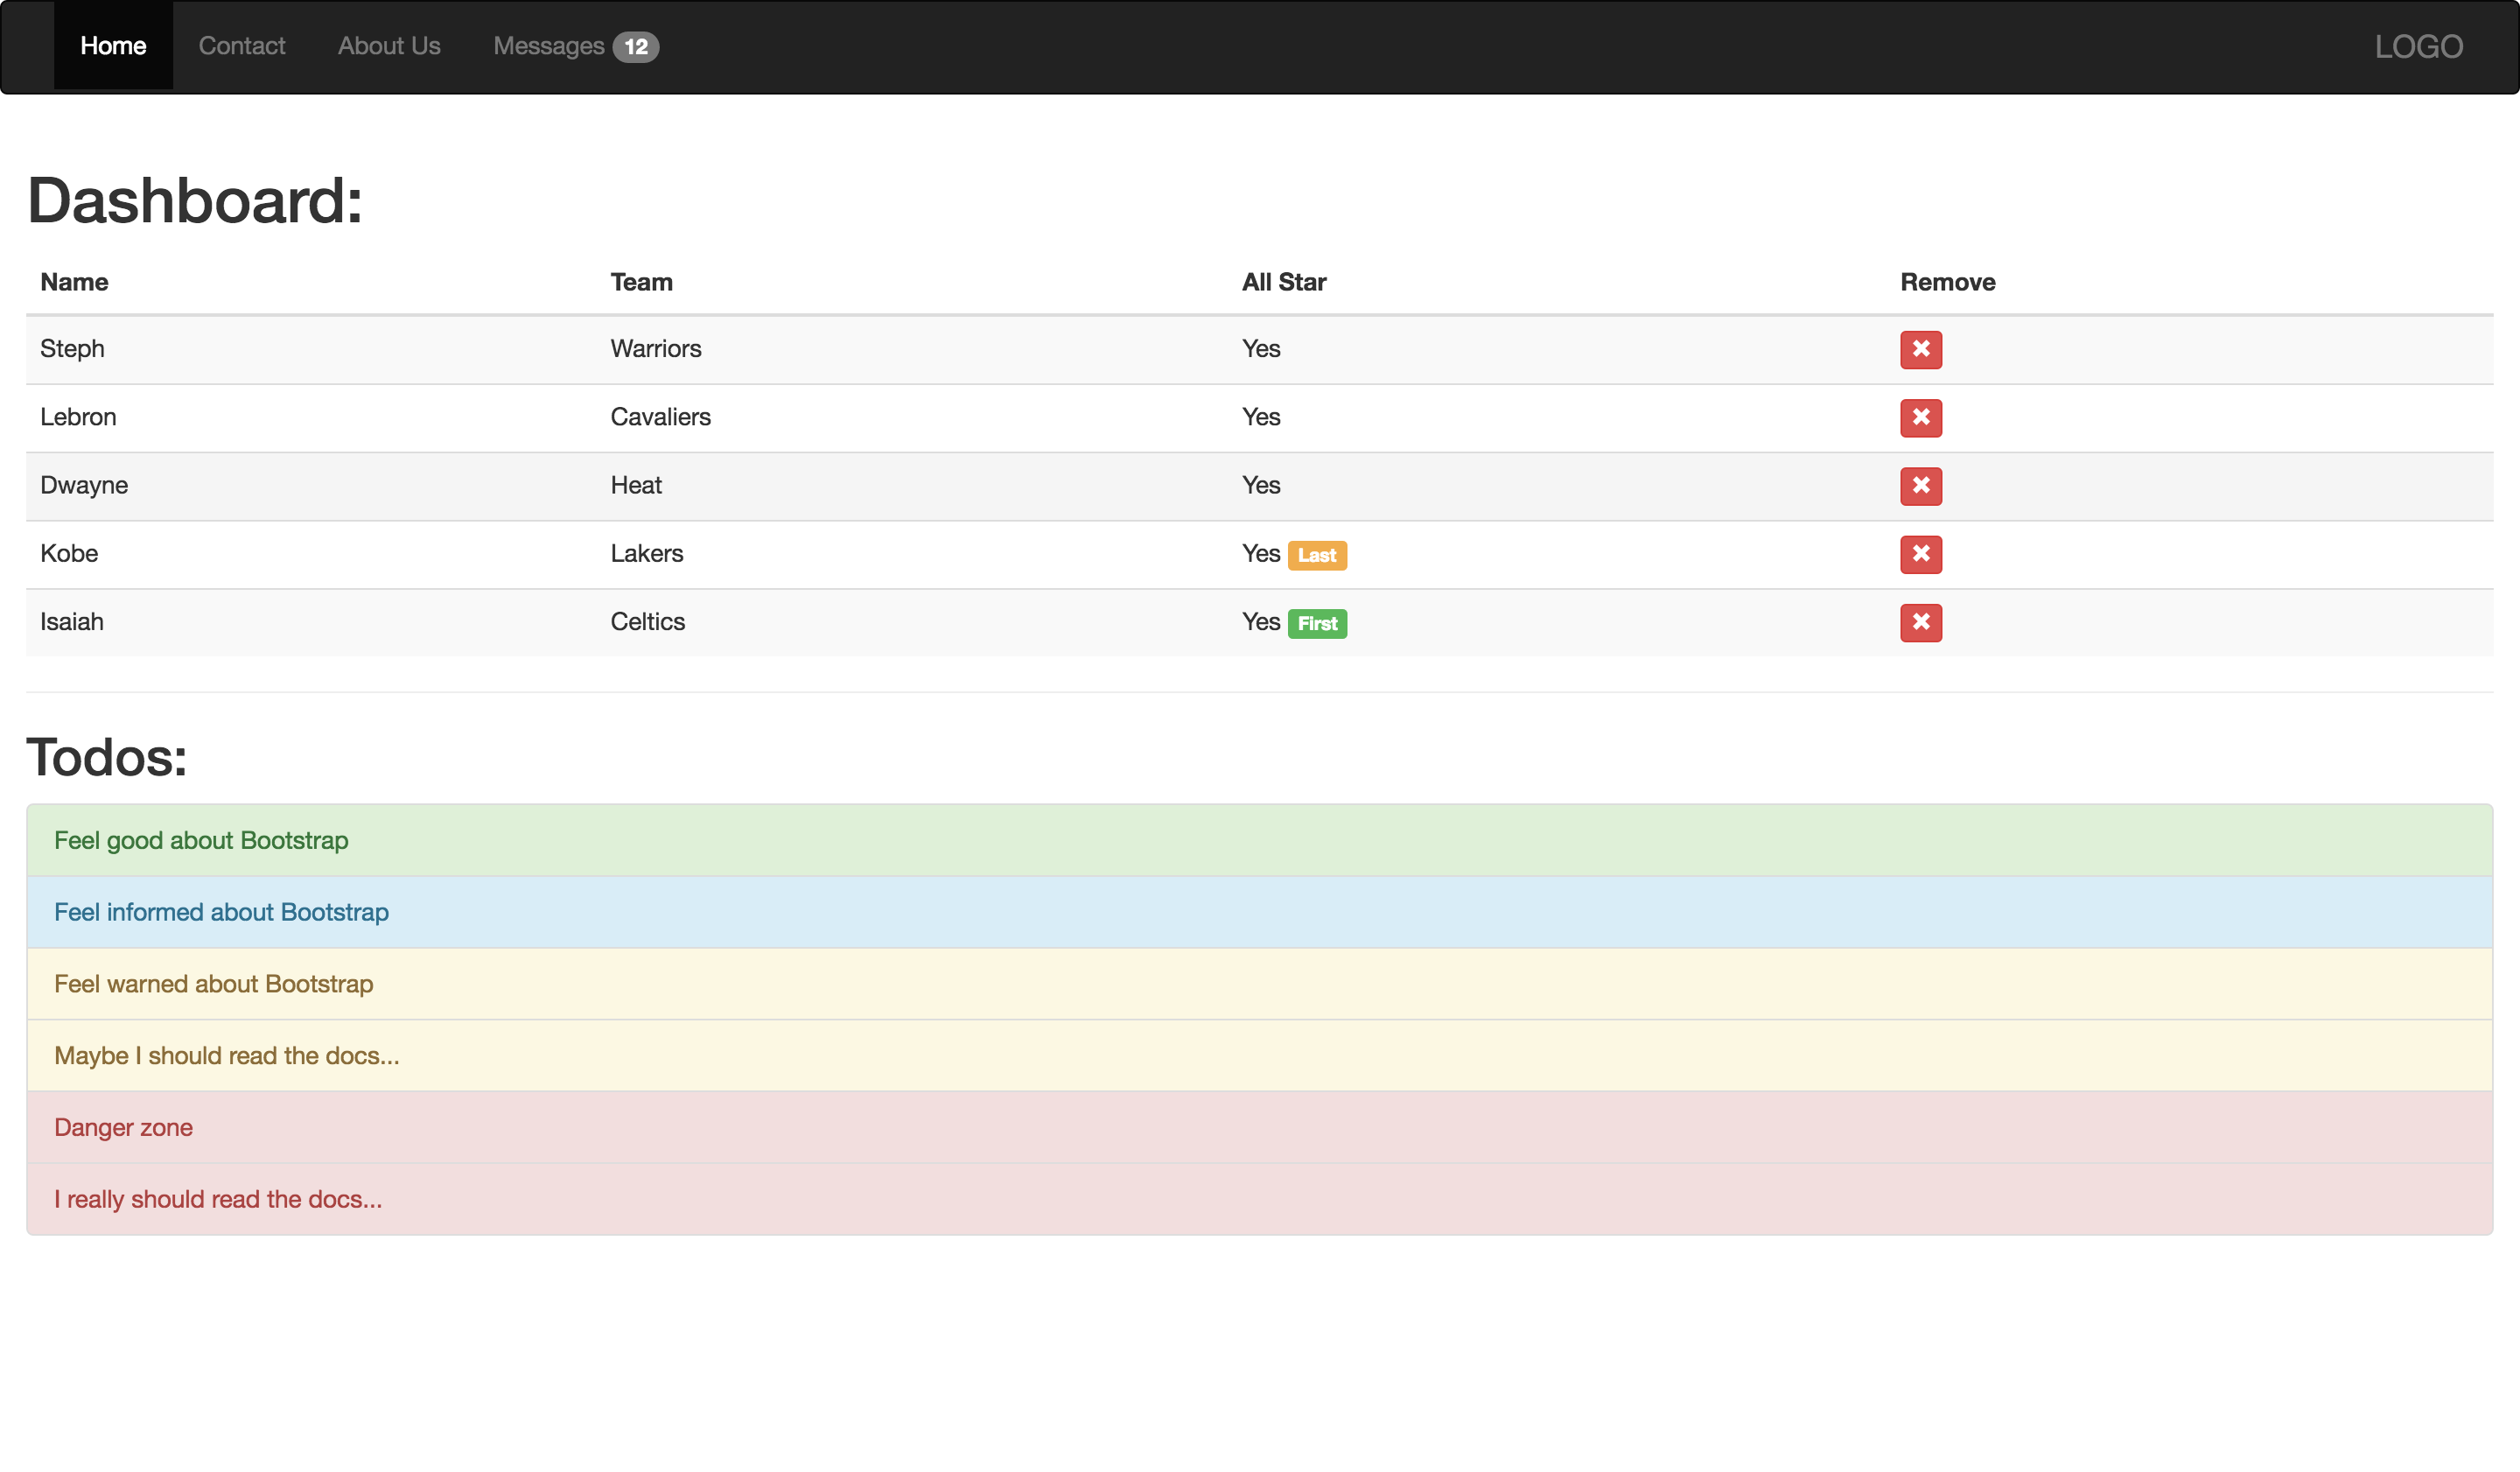 Home Contact About Us Messages 12 LOGO
Dashboard:
Name Team All Star Remove
Steph Warriors Yes
Lebron Cavaliers Yes
Dwayne Heat Yes
Kobe Lakers Yes Last
Isaiah Celtics Yes First
Todos:
Feel good about Bootstrap
Feel informed about Bootstrap
Feel warned about Bootstrap
Maybe I should read the docs...
Danger zone
I really should read the docs...